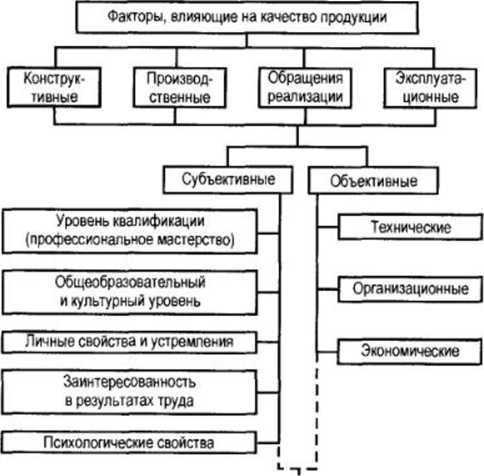 Факторы, влияющие на качество продукции
Конструк-
тивные
Производ-
ственные
Обращения
реализации
Эксплуата-
ационные
Субъективные
Объективные
Уровень квалификации
(профессиональное мастерство)
Общеобразовательный
и культурный уровень
Личные свойства и устремления
Заинтересованность
в результатах труда
Психологические свойства
Технические
Организационные
Экономические